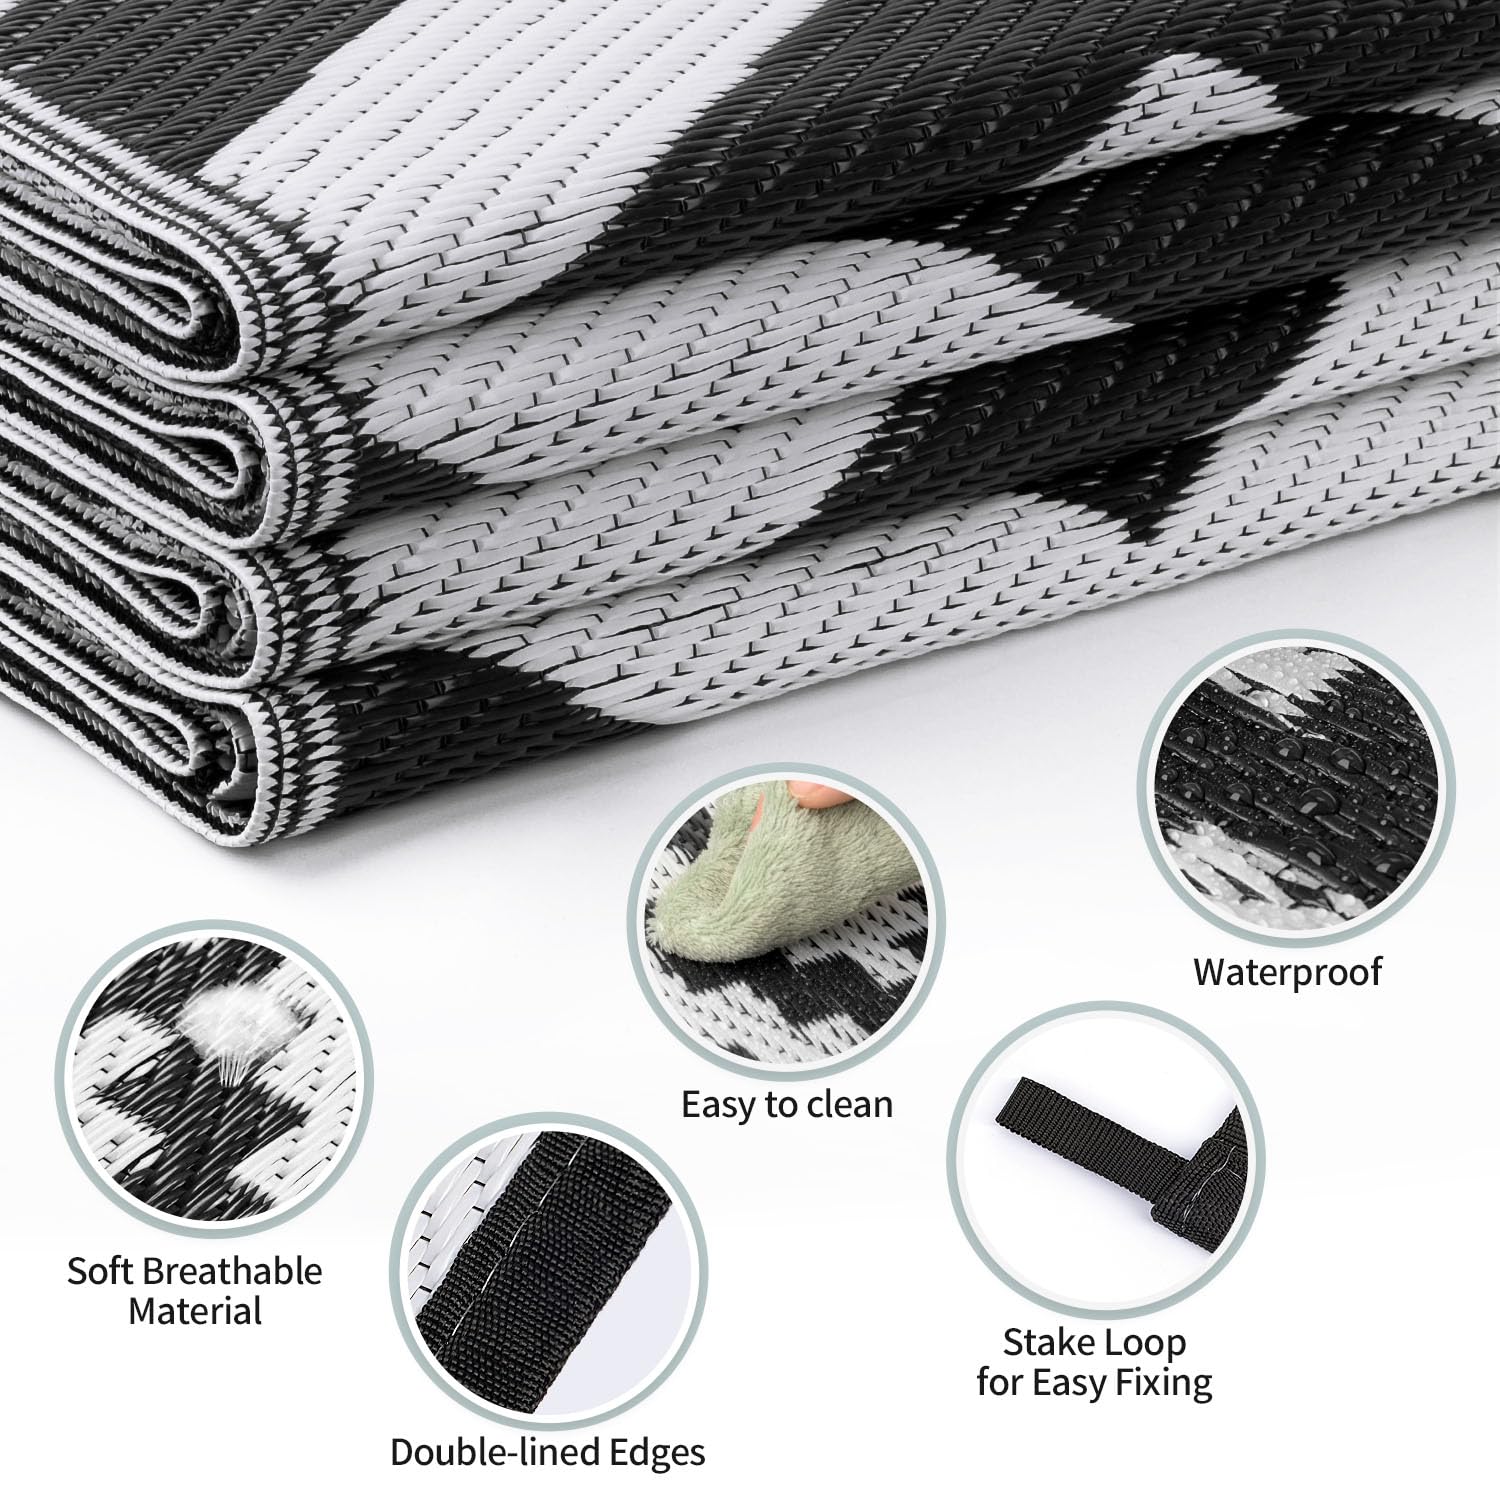 Waterproof
Easy to clean
Soft Breathable
Material
Stake Loop
for Easy Fixing
Double-lined Edges